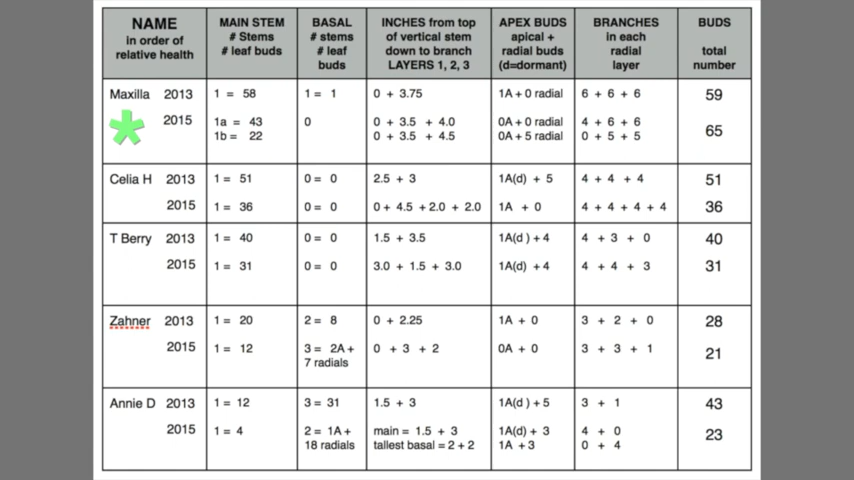 NAME
in order of
relative health
MAIN STEM
# Stems
# leaf buds
BASAL
# stems
# leaf
buds
INCHES from top
of vertical stem
down to branch
LAYERS 1, 2, 3
APEX BUDS
apical +
radial buds
(d=dormant)
BRANCHES
in each
radial
layer
BUDS
total
number
Maxilla 2013
1 = 58
1 = 1
0 + 3.75
1A + 0 radial
6 + 6 + 6
59
2015
1a = 43
1b = 22
0
0 + 3.5 + 4.0
0 + 3.5 + 4.5
0A + 0 radial
0A + 5 radial
4 + 6 + 6
0 + 5 + 5
65
Celia H 2013
1 = 51
0 = 0
2.5 + 3
1A(d) + 5
4 + 4 + 4
51
2015
1 = 36
0 = 0
0 + 4.5 + 2.0 + 2.0
1A + 0
4 + 4 + 4 + 4
36
T Berry 2013
1 = 40
0 = 0
1.5 + 3.5
1A(d ) + 4
4 + 3 + 0
40
2015
1 = 31
0 = 0
3.0 + 1.5 + 3.0
1A(d) + 4
4 + 4 + 3
31
Zahner 2013
1 = 20
2 = 8
0 + 2.25
1A + 0
3 + 2 + 0
28
2015
1 = 12
3 = 2A +
7 radials
0 + 3 + 2
0A + 0
3 + 3 + 1
21
Annie D 2013
1 = 12
3 = 31
1.5 + 3
1A(d ) + 5
3 + 1
43
2015
1 = 4
2 = 1A +
18 radials
main = 1.5 + 3
tallest basal = 2 + 2
1A(d) + 3
1A + 3
4 + 0
0 + 4
23